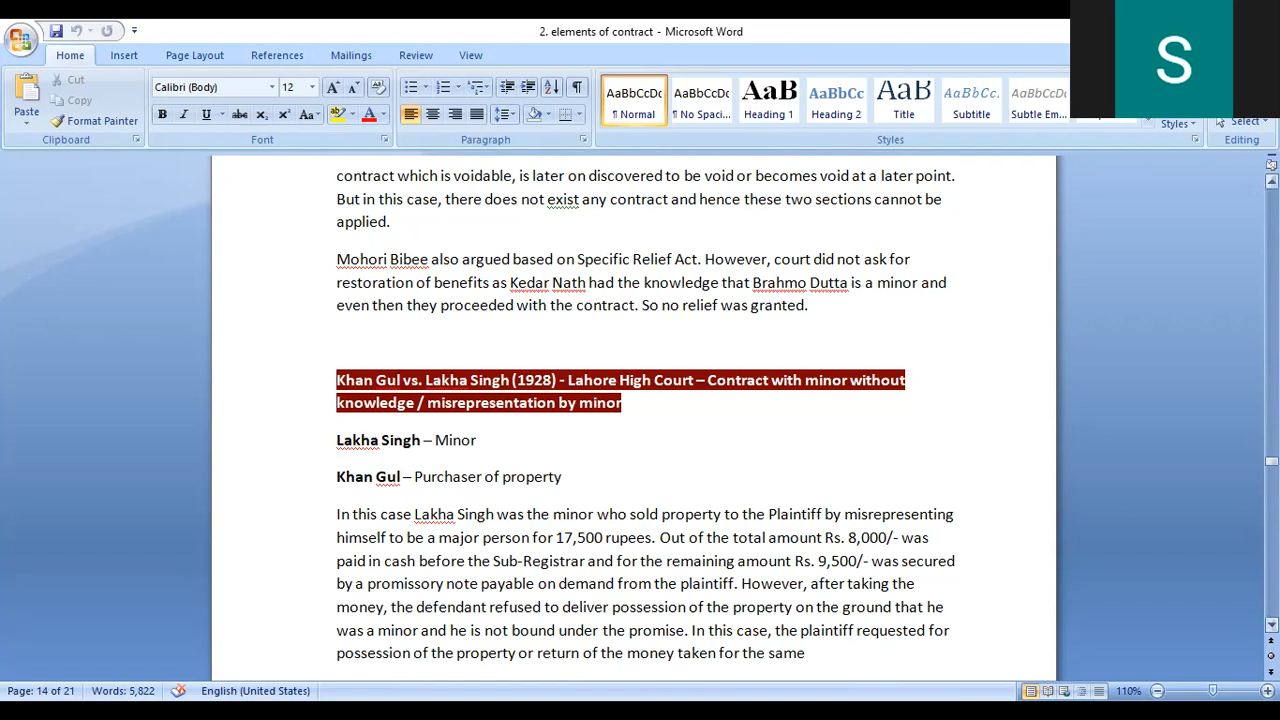 2. elements of contract - Microsoft Word
S
Home Insert Page Layout References Mailings Review View
Paste
Cut
Copy
Format Painter
Clipboard
Calibri (Body) 12
B I U abc X₂ X² Aa
Font
Paragraph
AaBbCcDc AaBbCcDc AaB AaBbCc AaB AaBbCc. AaBbCcDc
¶ Normal ¶ No Spaci... Heading 1 Heading 2 Title Subtitle Subtle Em...
Styles
Styles
Select
Editing
contract which is voidable, is later on discovered to be void or becomes void at a later point.
But in this case, there does not exist any contract and hence these two sections cannot be
applied.
Mohori Bibee also argued based on Specific Relief Act. However, court did not ask for
restoration of benefits as Kedar Nath had the knowledge that Brahmo Dutta is a minor and
even then they proceeded with the contract. So no relief was granted.
Khan Gul vs. Lakha Singh (1928) - Lahore High Court – Contract with minor without
knowledge / misrepresentation by minor
Lakha Singh – Minor
Khan Gul – Purchaser of property
In this case Lakha Singh was the minor who sold property to the Plaintiff by misrepresenting
himself to be a major person for 17,500 rupees. Out of the total amount Rs. 8,000/- was
paid in cash before the Sub-Registrar and for the remaining amount Rs. 9,500/- was secured
by a promissory note payable on demand from the plaintiff. However, after taking the
money, the defendant refused to deliver possession of the property on the ground that he
was a minor and he is not bound under the promise. In this case, the plaintiff requested for
possession of the property or return of the money taken for the same
Page: 14 of 21 Words: 5,822 English (United States) 110%